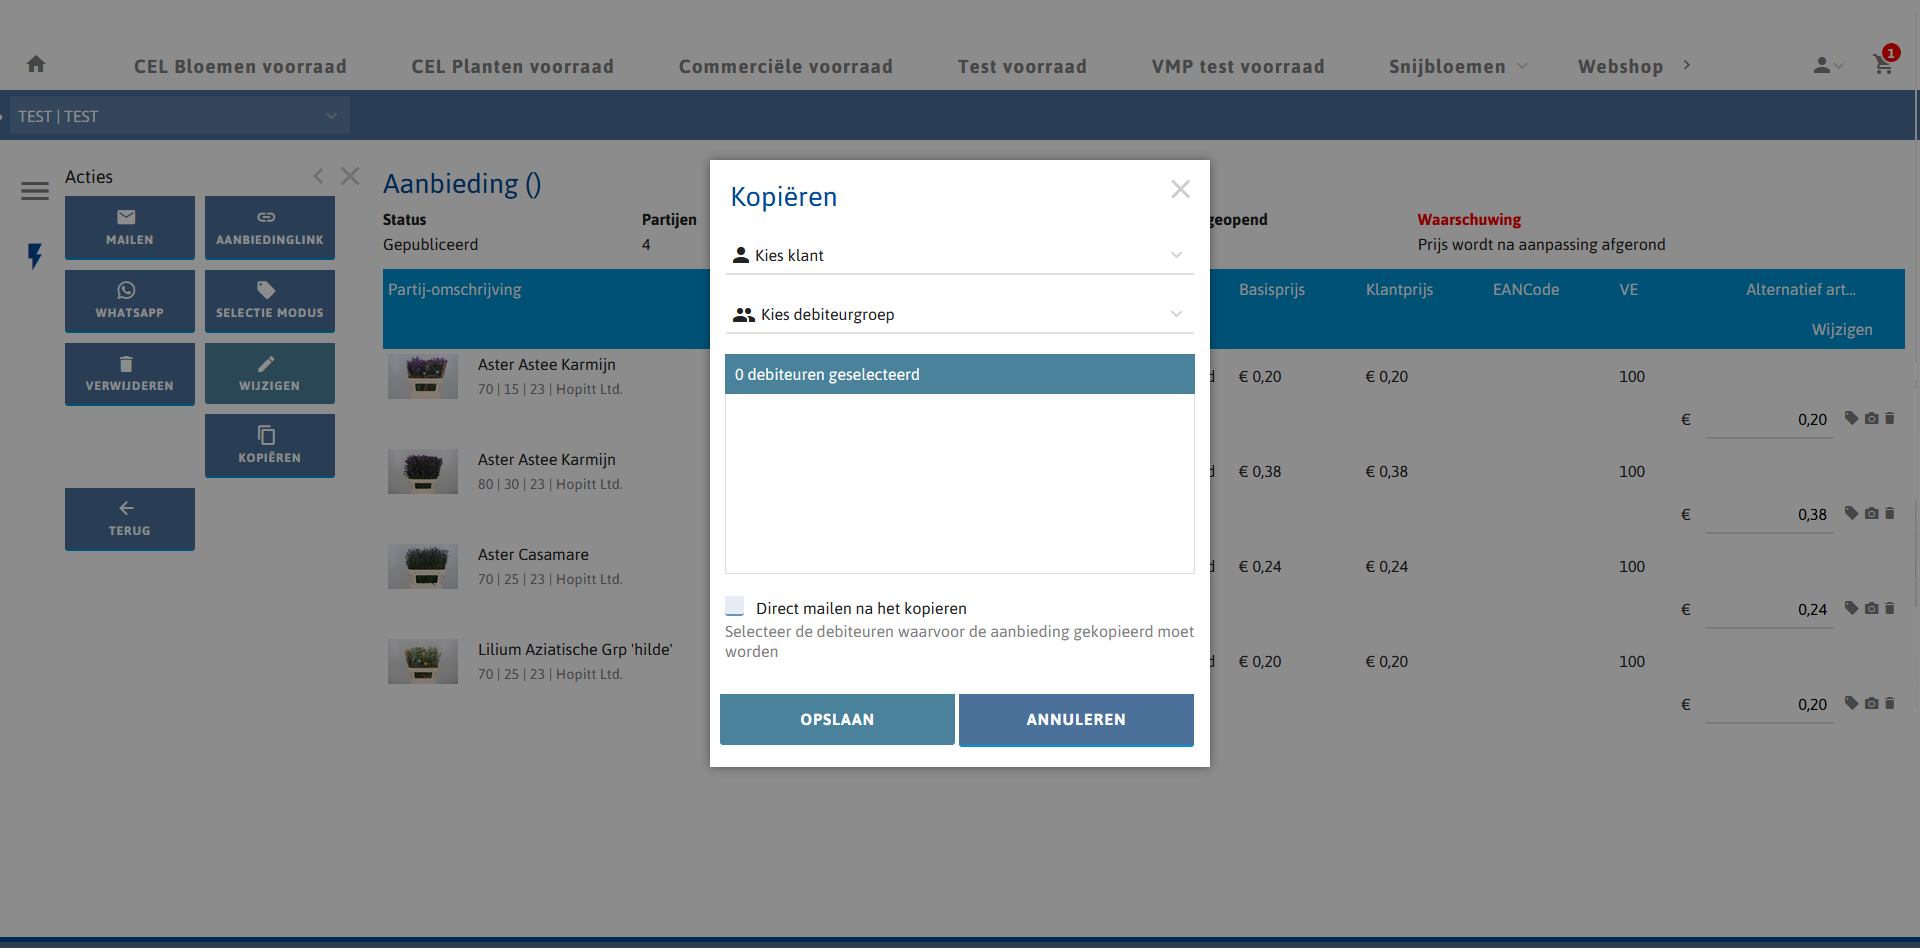 CEL Bloemen voorraad
CEL Planten voorraad
Commerciële voorraad
Test voorraad
VMP test voorraad
Snijbloemen
Webshop
1
TEST | TEST
Acties
MAILEN
AANBIEDINGLINK
WHATSAPP
SELECTIE MODUS
VERWIJDEREN
WIJZIGEN
KOPIËREN
TERUG
Aanbieding ()
Status
Gepubliceerd
Partijen
4
geopend
Waarschuwing
Prijs wordt na aanpassing afgerond
Partij-omschrijving
Basisprijs
Klantprijs
EANCode
VE
Alternatief art...
Wijzigen
Aster Astee Karmijn
70 | 15 | 23 | Hopitt Ltd.
€ 0,20
€ 0,20
100
€ 0,20
Aster Astee Karmijn
80 | 30 | 23 | Hopitt Ltd.
€ 0,38
€ 0,38
100
€ 0,38
Aster Casamare
70 | 25 | 23 | Hopitt Ltd.
€ 0,24
€ 0,24
100
€ 0,24
Lilium Aziatische Grp 'hilde'
70 | 25 | 23 | Hopitt Ltd.
€ 0,20
€ 0,20
100
€ 0,20
Kopiëren
Kies klant
Kies debiteurgroep
0 debiteuren geselecteerd
Direct mailen na het kopieren
Selecteer de debiteuren waarvoor de aanbieding gekopieerd moet
worden
OPSLAAN
ANNULEREN